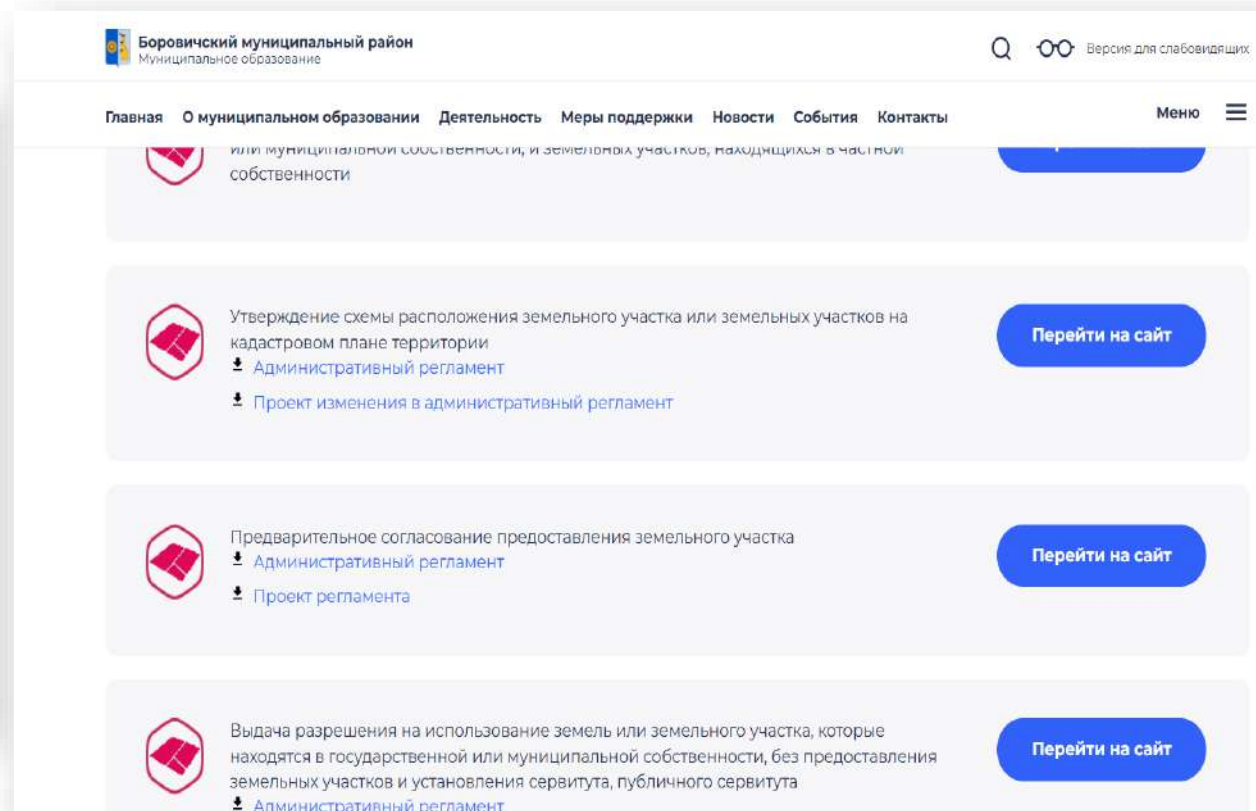 Боровичский муниципальный район
Муниципальное образование
Версия для слабовидящих
Главная О муниципальном образовании Деятельность Меры поддержки Новости События Контакты Меню
или муниципальной собственности, и земельных участков, находящихся в частной
собственности
Утверждение схемы расположения земельного участка или земельных участков на
кадастровом плане территории
Административный регламент
Проект изменения в административный регламент
Перейти на сайт
Предварительное согласование предоставления земельного участка
Административный регламент
Проект регламента
Перейти на сайт
Выдача разрешения на использование земель или земельного участка, которые
находятся в государственной или муниципальной собственности, без предоставления
земельных участков и установления сервитута, публичного сервитута
Административный регламент
Перейти на сайт